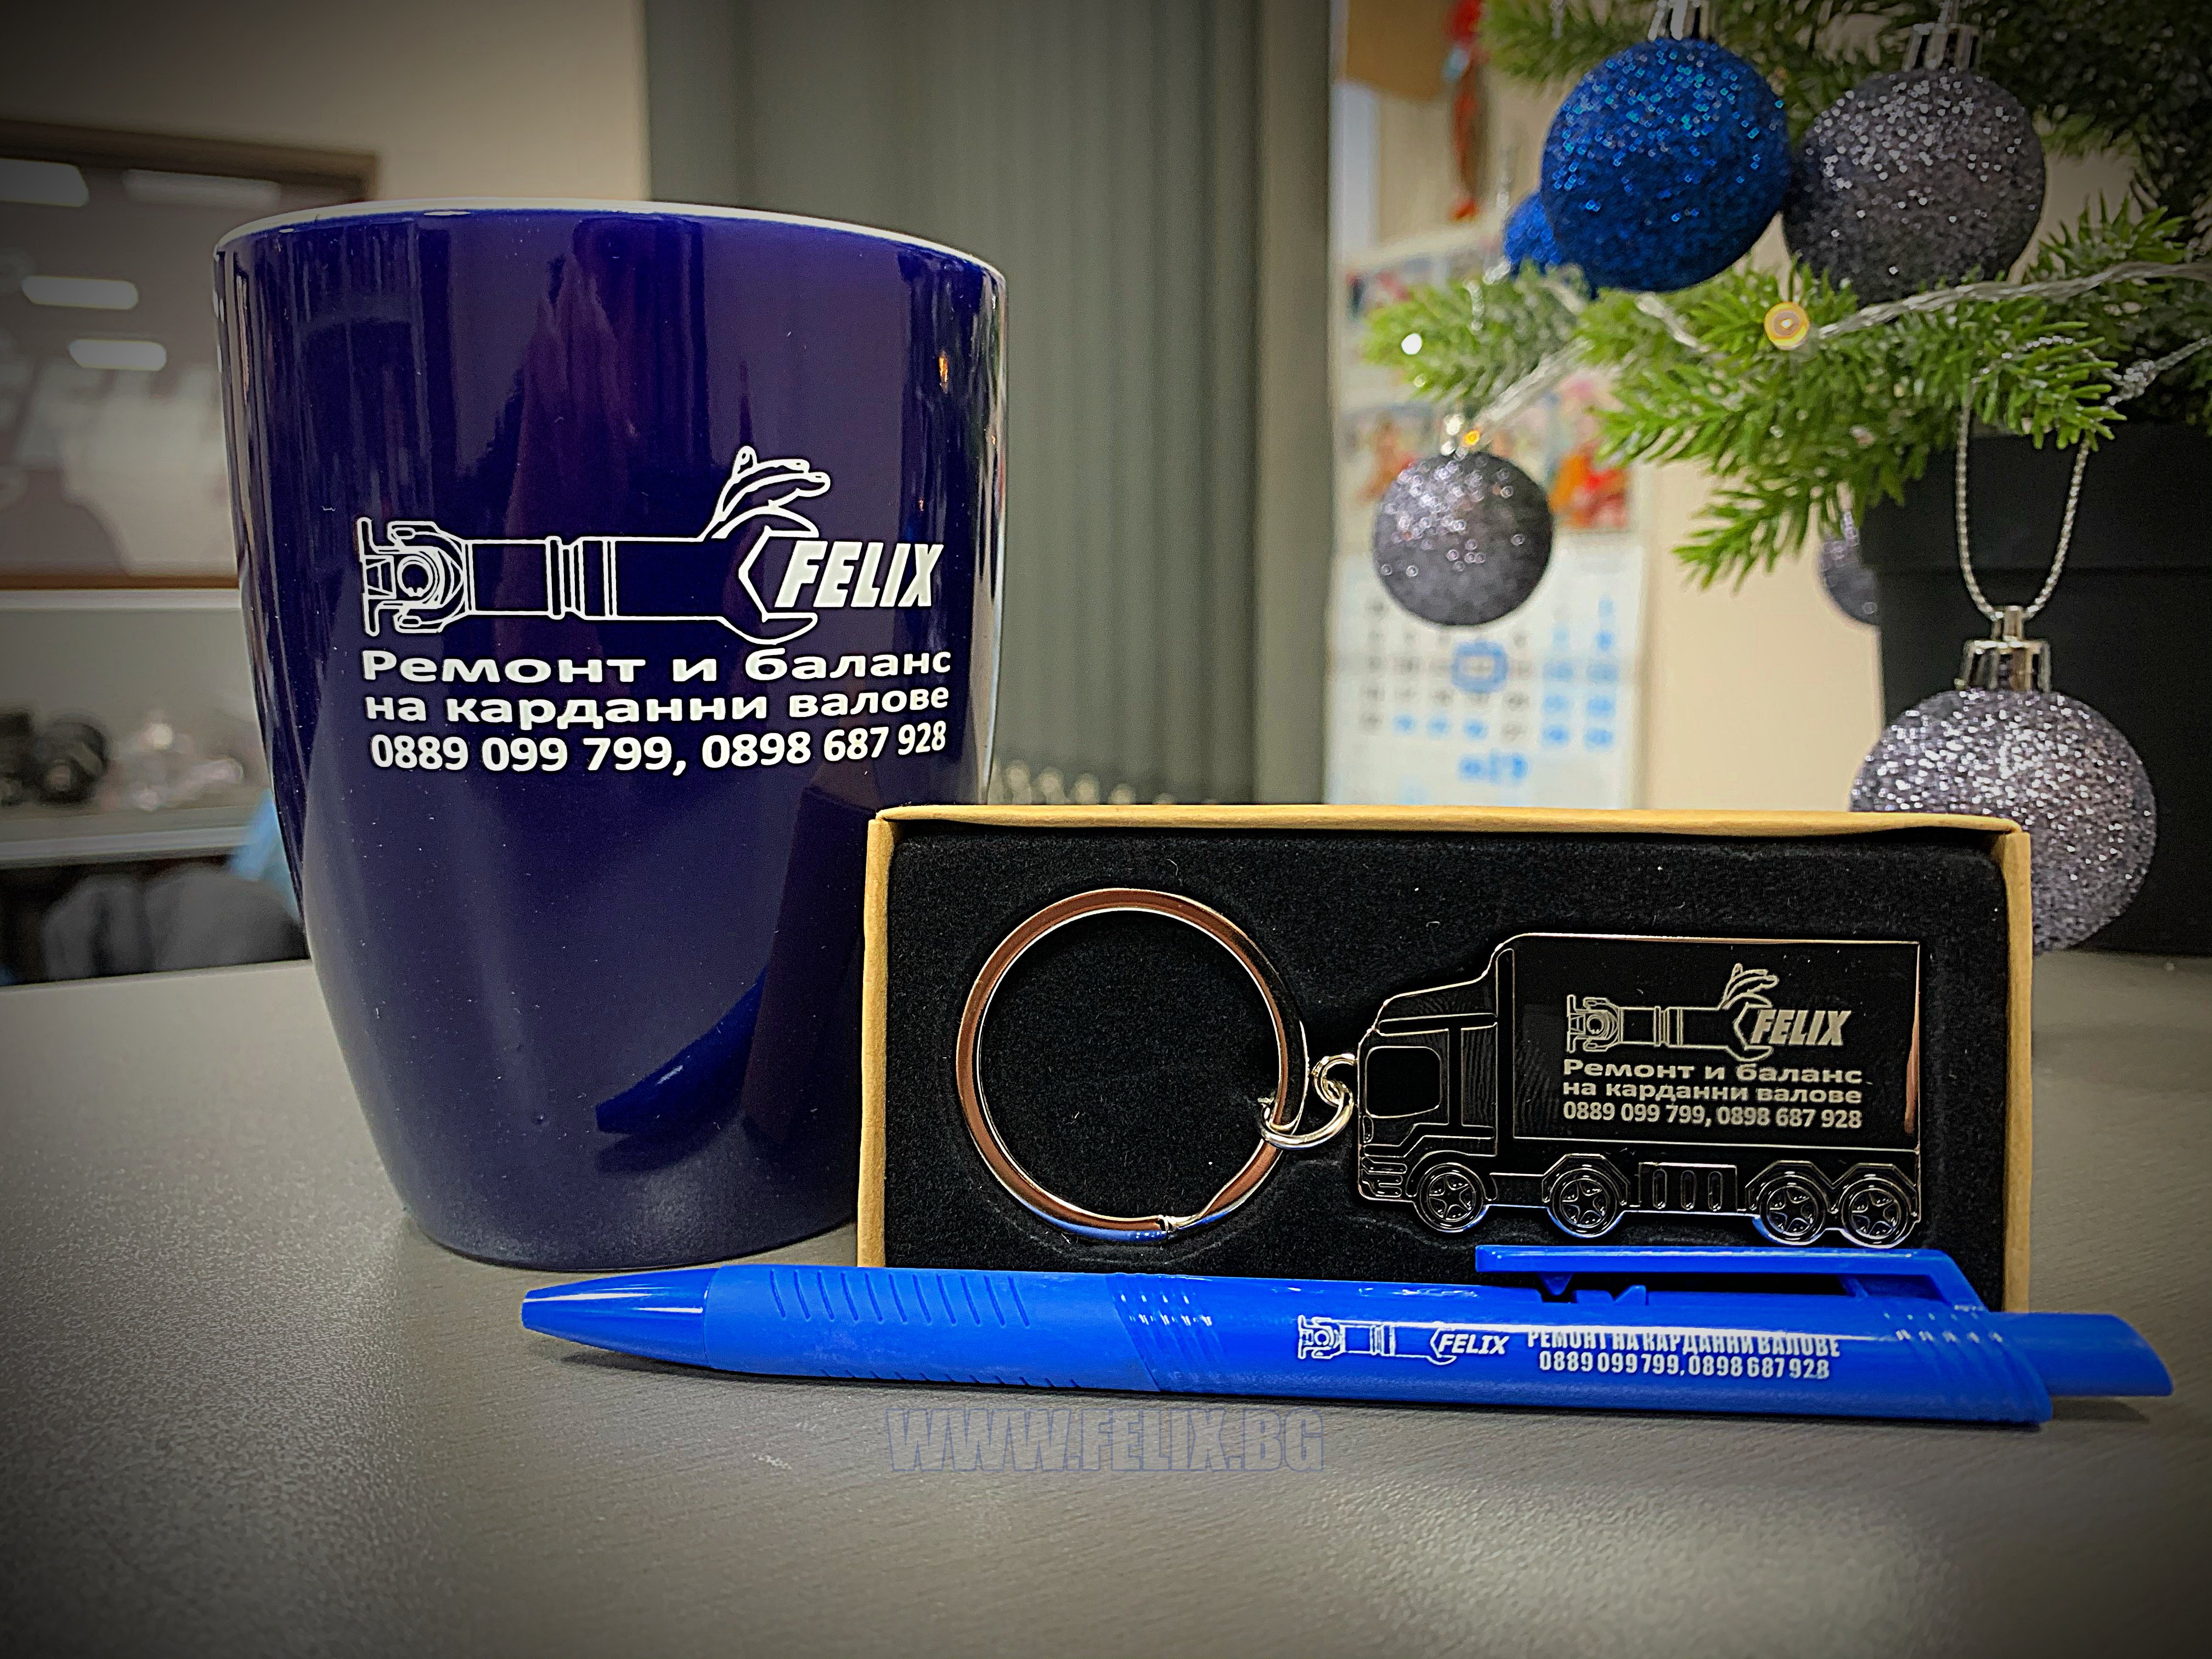 FELIX
Ремонт и баланс
на карданни валове
0889 099 799, 0898 687 928
FELIX
Ремонт и баланс
на карданни валове
0889 099 799, 0898 687 928
FELIX
РЕМОНТ НА КАРДАННИ ВАЛОВЕ
0889 099 799, 0898 687 928
WWW.FELIX.BG